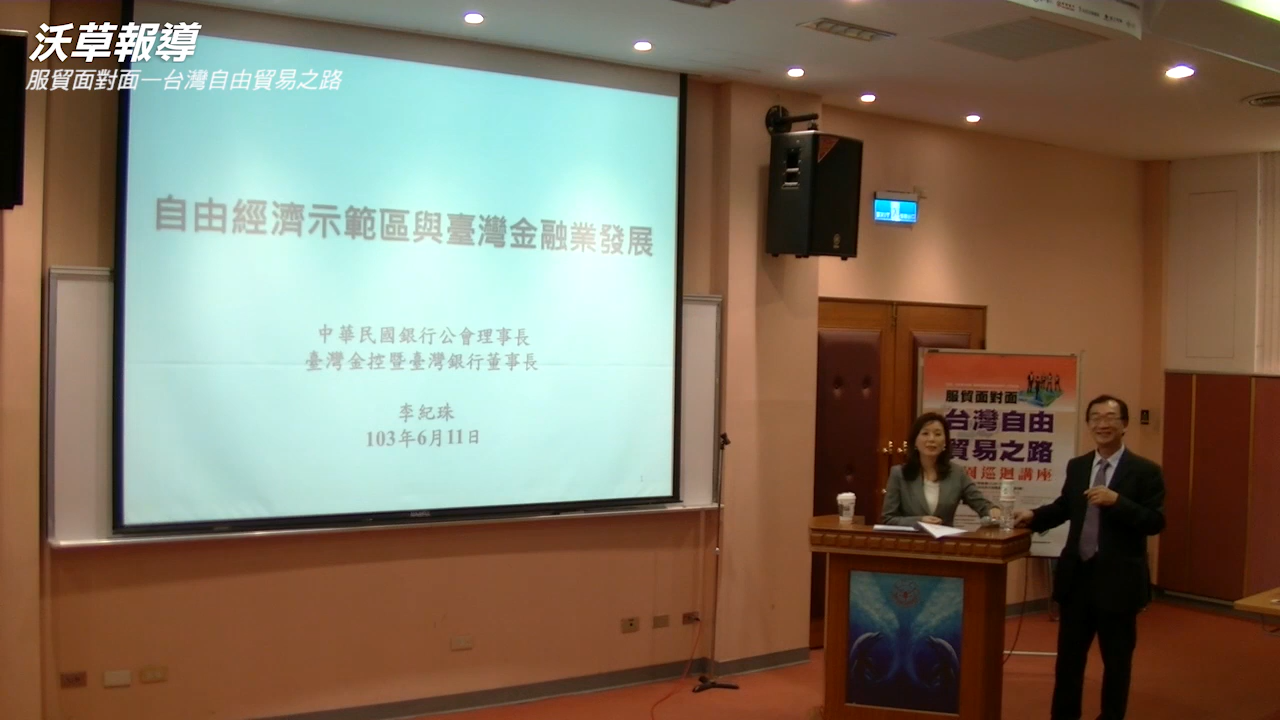 沃草報導
服貿面對面—台灣自由貿易之路
自由經濟示範區與臺灣金融業發展
中華民國銀行公會理事長
臺灣金控暨臺灣銀行董事長
李紀珠
103年6月11日
服貿面對面
台灣自由
貿易之路
巡迴講座